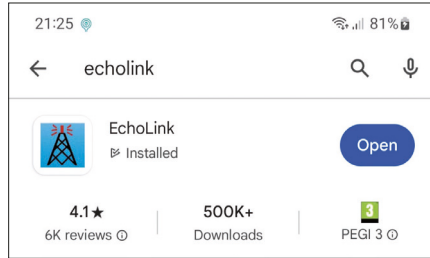 21:25 81%
echolink
EchoLink
Installed
Open
4.1★ 500K+ 3
6K reviews Downloads PEGI 3